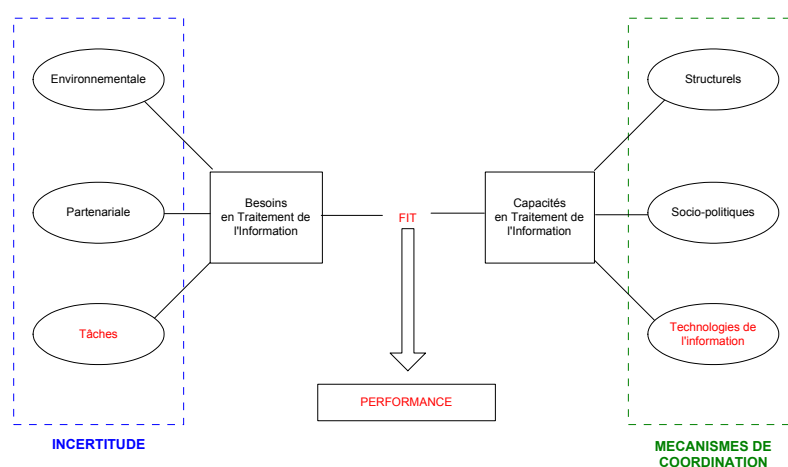 Environnementale
Structurels
Besoins
en Traitement de
l'Information
Capacités
en Traitement de
l'Information
Partenariale
FIT
Socio-politiques
Tâches
Technologies de
l'information
PERFORMANCE
INCERTITUDE
MECANISMES DE
COORDINATION